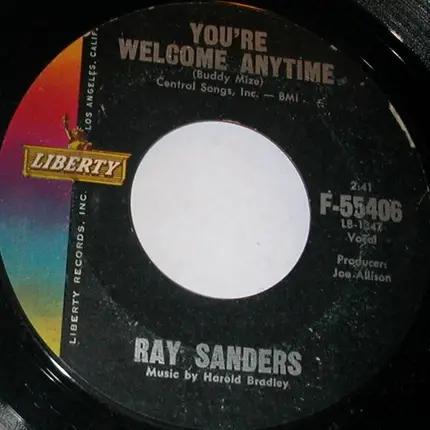 YOU'RE
WELCOME ANYTIME
(Buddy Mize)
Central Songs, Inc. — BMI
LIBERTY
LIBERTY RECORDS, INC.
LOS ANGELES, CALIF.
2:41
F-55406
LB-1347
Vocal
Producer:
Joe Allison
RAY SANDERS
Music by Harold Bradley